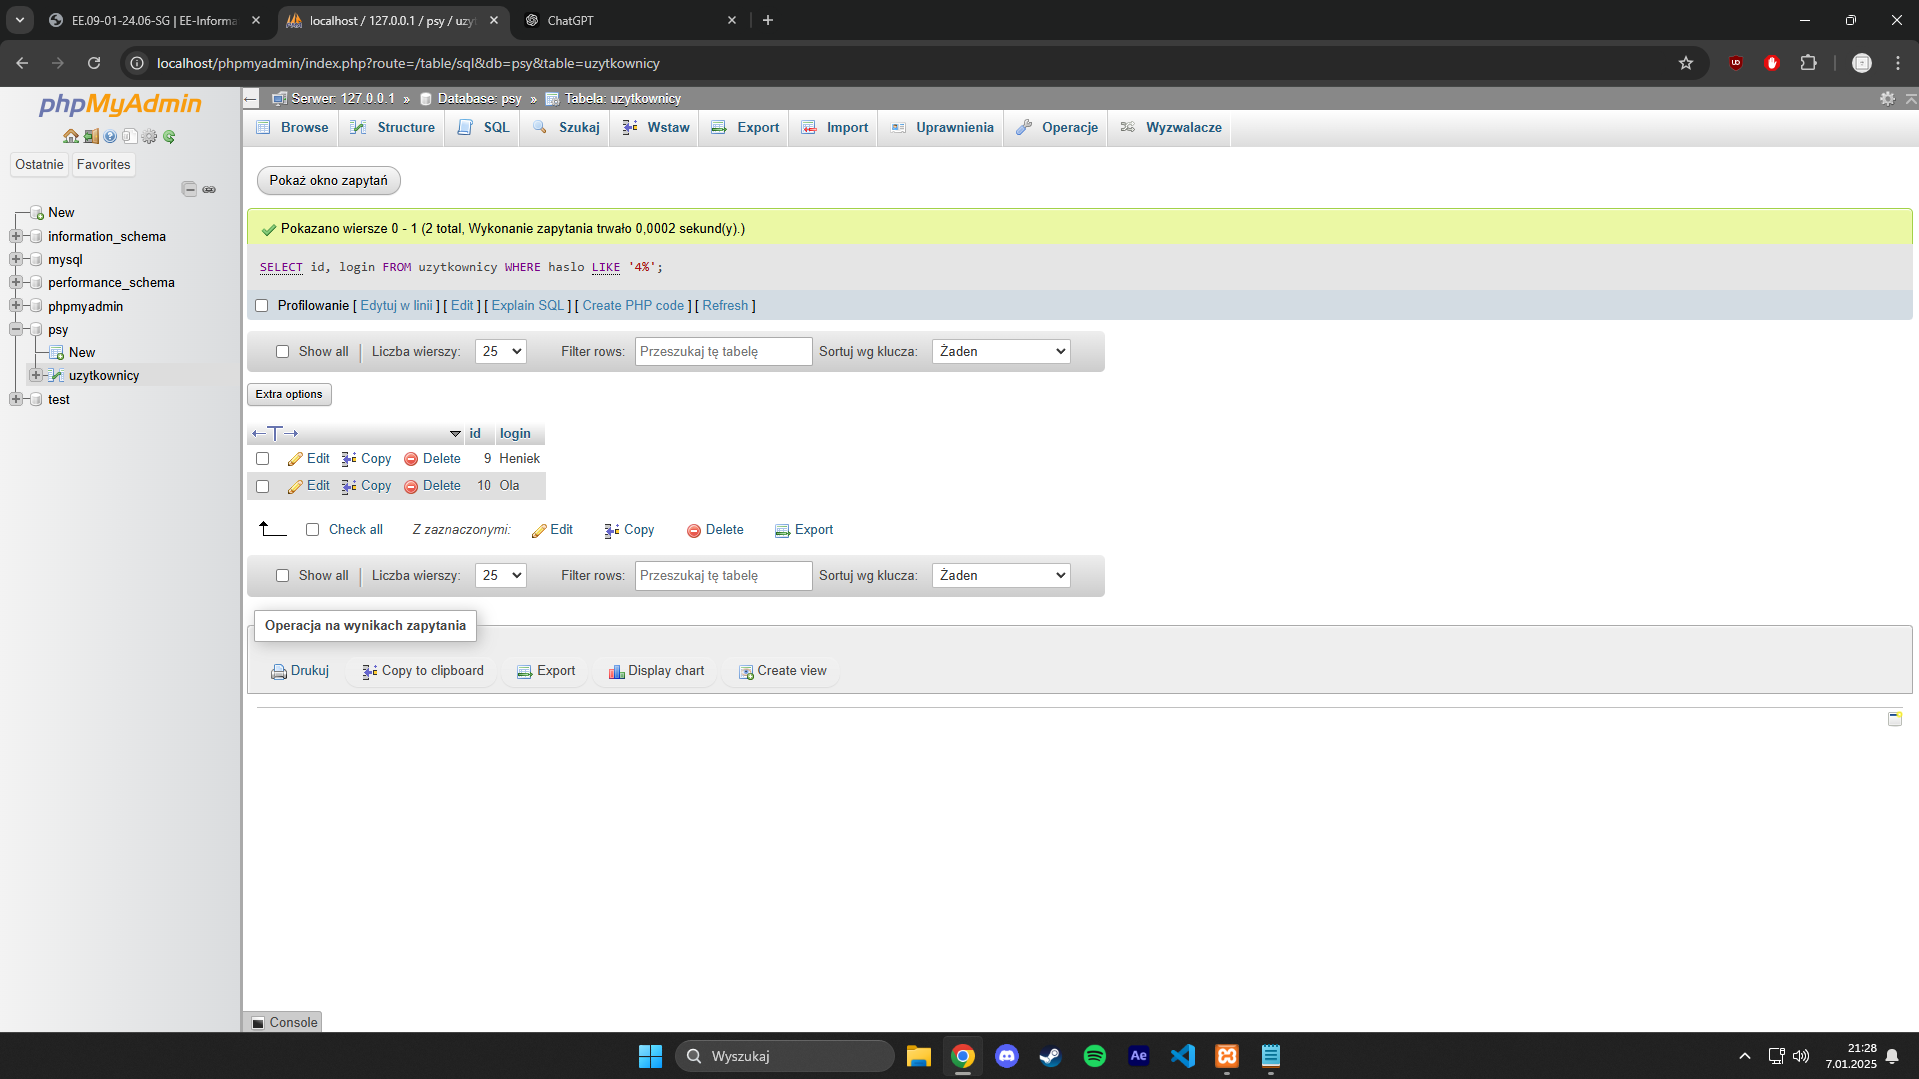 EE.09-01-24.06-SG | EE-Informa
localhost / 127.0.0.1 / psy / uzyt
ChatGPT
localhost/phpmyadmin/index.php?route=/table/sql&db=psy&table=uzytkownicy
phpMyAdmin
Ostatnie
Favorites
New
information_schema
mysql
performance_schema
phpmyadmin
psy
New
uzytkownicy
test
Serwer: 127.0.0.1 » Database: psy » Tabela: uzytkownicy
Browse
Structure
SQL
Szukaj
Wstaw
Export
Import
Uprawnienia
Operacje
Wyzwalacze
Pokaż okno zapytań
Pokazano wiersze 0 - 1 (2 total, Wykonanie zapytania trwało 0,0002 sekund(y).)
SELECT id, login FROM uzytkownicy WHERE haslo LIKE '4%';
Profilowanie [ Edytuj w linii ] [ Edit ] [ Explain SQL ] [ Create PHP code ] [ Refresh ]
Show all | Liczba wierszy: 25 Filter rows: Przeszukaj tę tabelę Sortuj wg klucza: Żaden
Extra options
id login
Edit Copy Delete 9 Heniek
Edit Copy Delete 10 Ola
Check all Z zaznaczonymi: Edit Copy Delete Export
Show all | Liczba wierszy: 25 Filter rows: Przeszukaj tę tabelę Sortuj wg klucza: Żaden
Operacja na wynikach zapytania
Drukuj Copy to clipboard Export Display chart Create view
Console
Wyszukaj
Ae
21:28
7.01.2025